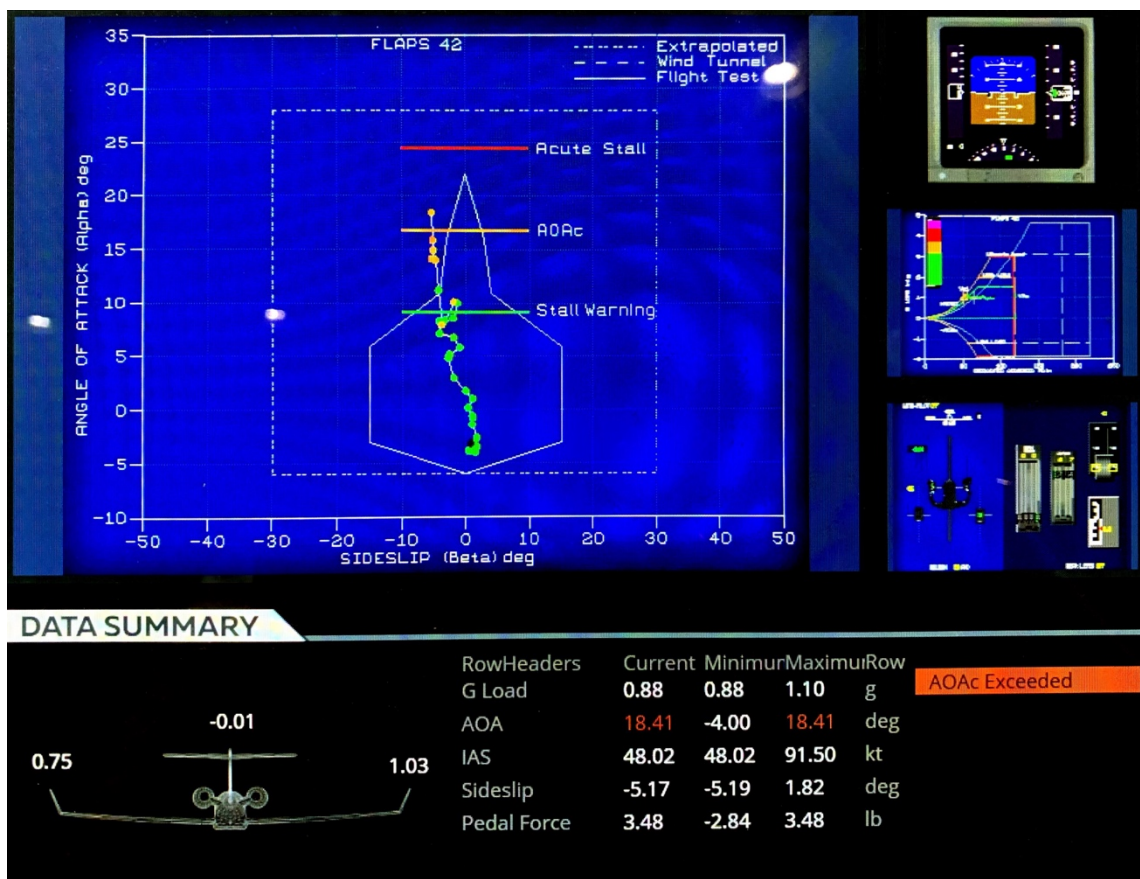 FLAPS 42
Extrapolated
Wind Tunnel
Flight Test
35
30
25
20
15
10
5
0
-5
-10
ANGLE OF ATTACK (Alpha) deg
Acute Stall
AOAc
Stall Warning
-50 -40 -30 -20 -10 0 10 20 30 40 50
SIDESLIP (Beta) deg
FLAPS 42
DATA SUMMARY
-0.01
0.75
1.03
RowHeaders Current Minimur Maximur Row
G Load 0.88 0.88 1.10 g
AOA 18.41 -4.00 18.41 deg
IAS 48.02 48.02 91.50 kt
Sideslip -5.17 -5.19 1.82 deg
Pedal Force 3.48 -2.84 3.48 lb
AOAc Exceeded